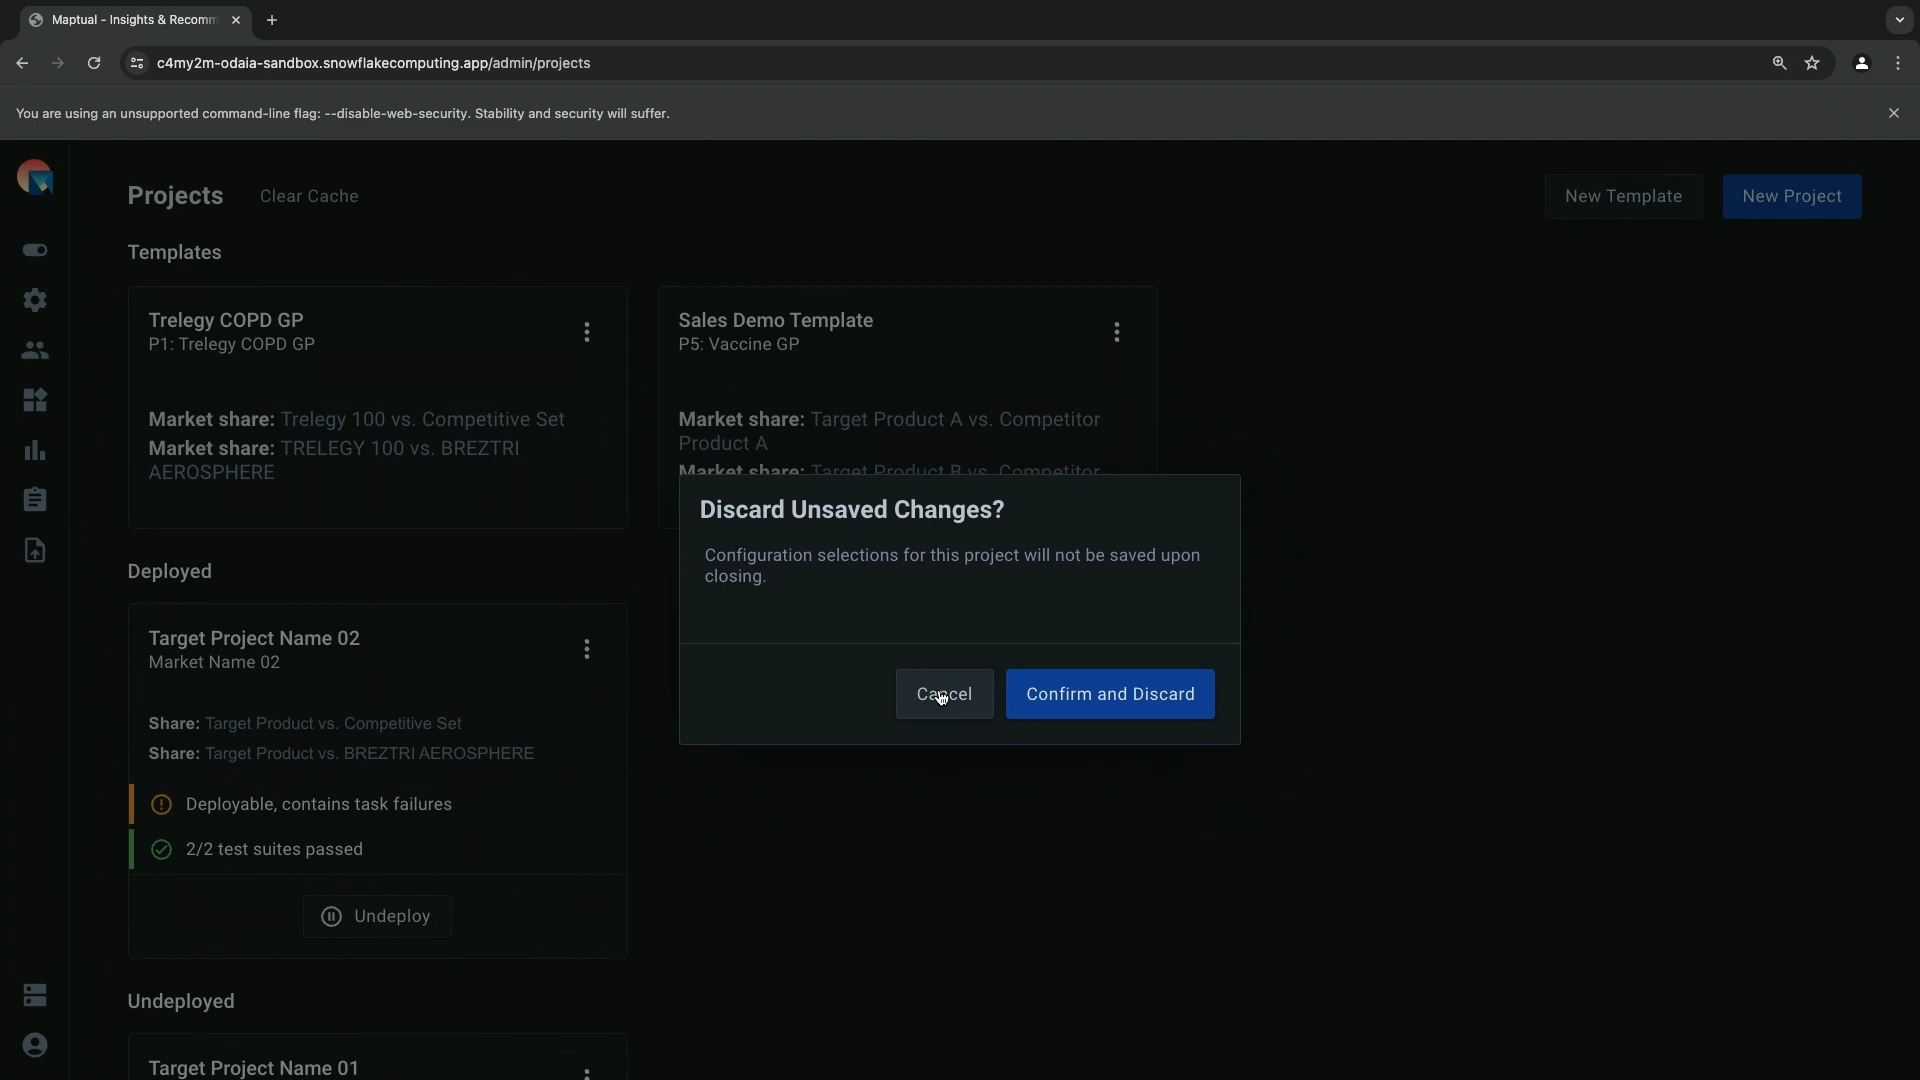 Maptual - Insights & Recomm
c4my2m-odaia-sandbox.snowflakecomputing.app/admin/projects
You are using an unsupported command-line flag: --disable-web-security. Stability and security will suffer.
Projects
Clear Cache
New Template
New Project
Templates
Trelegy COPD GP
P1: Trelegy COPD GP
Market share: Trelegy 100 vs. Competitive Set
Market share: TRELEGY 100 vs. BREZTRI
AEROSPHERE
Sales Demo Template
P5: Vaccine GP
Market share: Target Product A vs. Competitor
Product A
Market share: Target Product B vs. Competitor
Discard Unsaved Changes?
Configuration selections for this project will not be saved upon
closing.
Cancel
Confirm and Discard
Deployed
Target Project Name 02
Market Name 02
Share: Target Product vs. Competitive Set
Share: Target Product vs. BREZTRI AEROSPHERE
Deployable, contains task failures
2/2 test suites passed
Undeploy
Undeployed
Target Project Name 01